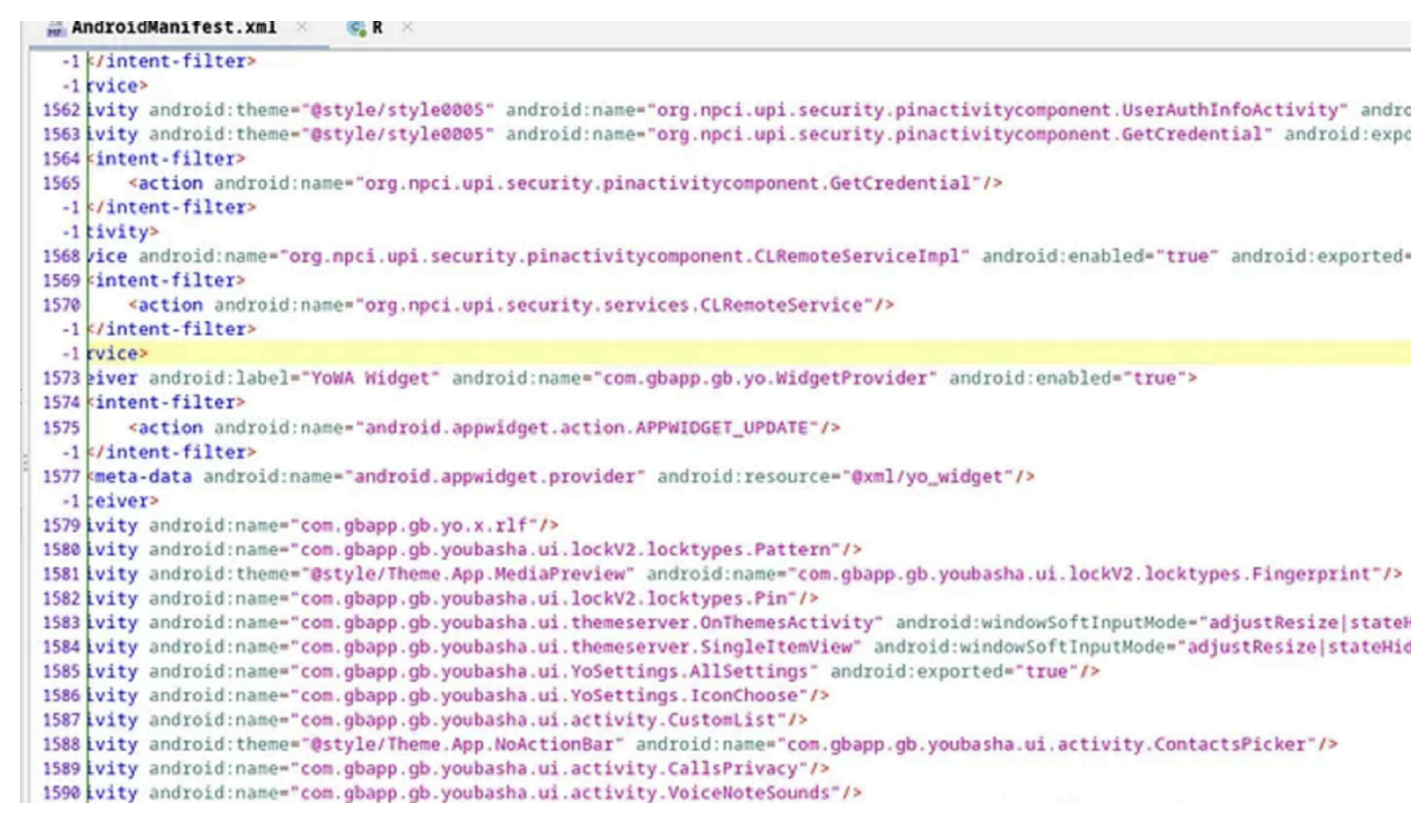 AndroidManifest.xml × R ×
-1 </intent-filter>
-1 rvice>
1562 ivity android:theme="@style/style0005" android:name="org.npci.upi.security.pinactivitycomponent.UserAuthInfoActivity" andro
1563 ivity android:theme="@style/style0005" android:name="org.npci.upi.security.pinactivitycomponent.GetCredential" android:expo
1564 <intent-filter>
1565 <action android:name="org.npci.upi.security.pinactivitycomponent.GetCredential"/>
-1 </intent-filter>
-1 tivity>
1568 vice android:name="org.npci.upi.security.pinactivitycomponent.CLRemoteServiceImpl" android:enabled="true" android:exported=
1569 <intent-filter>
1570 <action android:name="org.npci.upi.security.services.CLRemoteService"/>
-1 </intent-filter>
-1 rvice>
1573 eiver android:label="YoWA Widget" android:name="com.gbapp.gb.yo.WidgetProvider" android:enabled="true">
1574 <intent-filter>
1575 <action android:name="android.appwidget.action.APPWIDGET_UPDATE"/>
-1 </intent-filter>
1577 <meta-data android:name="android.appwidget.provider" android:resource="@xml/yo_widget"/>
-1 ceiver>
1579 ivity android:name="com.gbapp.gb.yo.x.rlf"/>
1580 ivity android:name="com.gbapp.gb.youbasha.ui.lockV2.locktypes.Pattern"/>
1581 ivity android:theme="@style/Theme.App.MediaPreview" android:name="com.gbapp.gb.youbasha.ui.lockV2.locktypes.Fingerprint"/>
1582 ivity android:name="com.gbapp.gb.youbasha.ui.lockV2.locktypes.Pin"/>
1583 ivity android:name="com.gbapp.gb.youbasha.ui.themeserver.OnThemesActivity" android:windowSoftInputMode="adjustResize|stateH
1584 ivity android:name="com.gbapp.gb.youbasha.ui.themeserver.SingleItemView" android:windowSoftInputMode="adjustResize|stateHid
1585 ivity android:name="com.gbapp.gb.youbasha.ui.YoSettings.AllSettings" android:exported="true"/>
1586 ivity android:name="com.gbapp.gb.youbasha.ui.YoSettings.IconChoose"/>
1587 ivity android:name="com.gbapp.gb.youbasha.ui.activity.CustomList"/>
1588 ivity android:theme="@style/Theme.App.NoActionBar" android:name="com.gbapp.gb.youbasha.ui.activity.ContactsPicker"/>
1589 ivity android:name="com.gbapp.gb.youbasha.ui.activity.CallsPrivacy"/>
1590 ivity android:name="com.gbapp.gb.youbasha.ui.activity.VoiceNoteSounds"/>